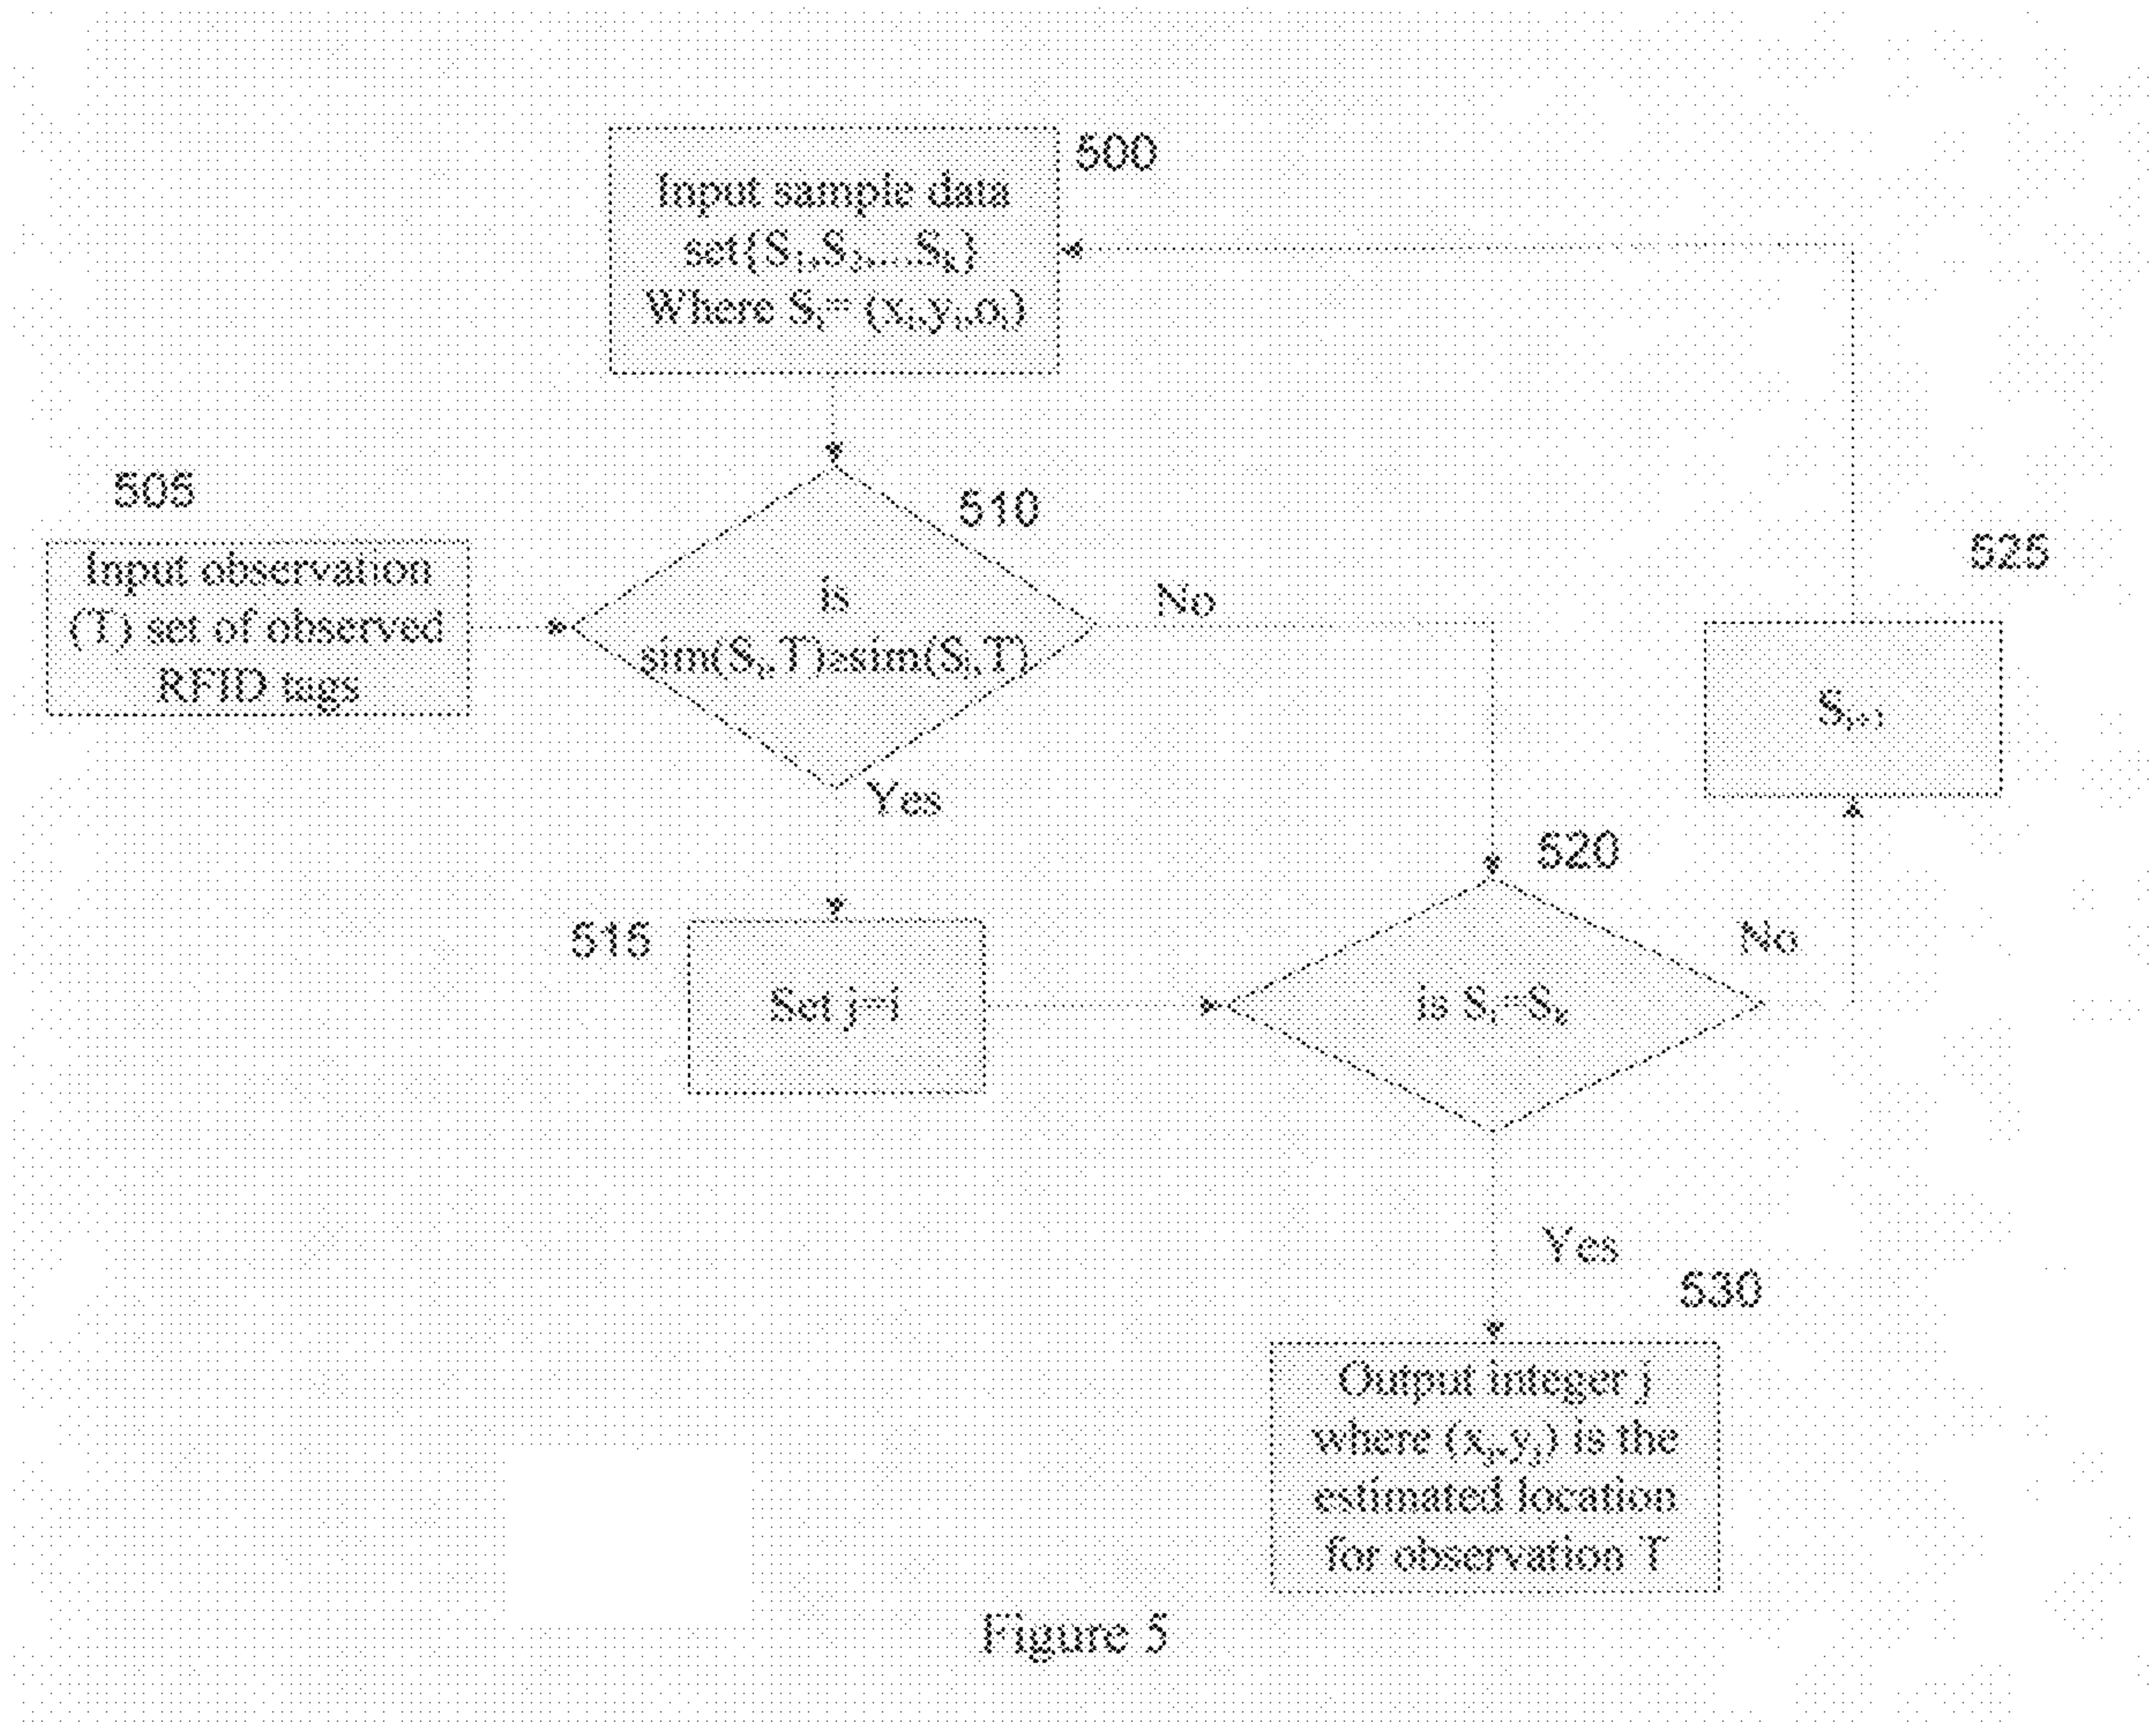 500
Input sample data
set{S₁,S₂,...S_k}
Where Sᵢ= (xᵢ,yᵢ,oᵢ)
505
Input observation
(T) set of observed
RFID tags
510
is
sim(Sᵢ,T)≥sim(Sⱼ,T)
No
Yes
525
Sᵢ₊₁
520
515
Set j=i
is Sᵢ=S_k
No
Yes
530
Output integer j
where (xⱼ,yⱼ) is the
estimated location
for observation T
Figure 5